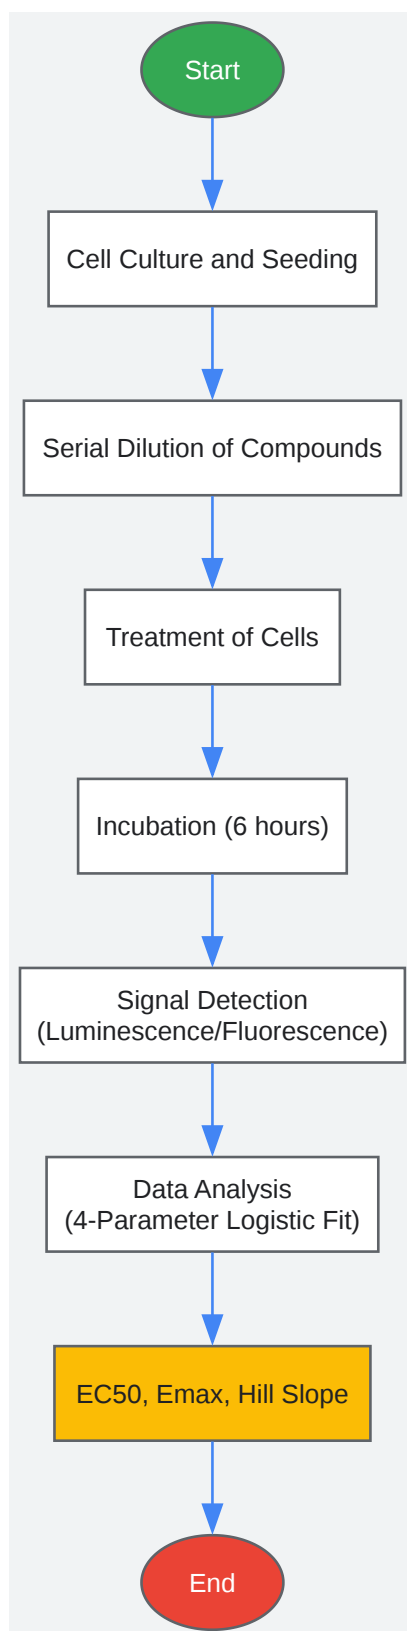 Start
Cell Culture and Seeding
Serial Dilution of Compounds
Treatment of Cells
Incubation (6 hours)
Signal Detection
(Luminescence/Fluorescence)
Data Analysis
(4-Parameter Logistic Fit)
EC50, Emax, Hill Slope
End